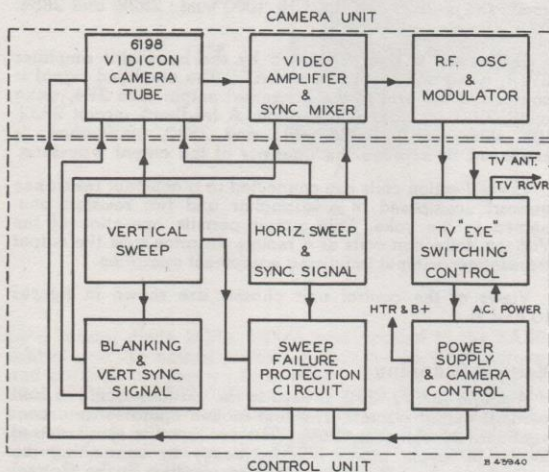 CAMERA UNIT
6198
VIDICON
CAMERA
TUBE
VIDEO
AMPLIFIER
&
SYNC MIXER
R.F. OSC
&
MODULATOR
TV ANT.
TV RCVR
VERTICAL
SWEEP
HORIZ. SWEEP
&
SYNC. SIGNAL
TV "EYE"
SWITCHING
CONTROL
HTR & B+
A.C. POWER
BLANKING
&
VERT SYNC.
SIGNAL
SWEEP
FAILURE
PROTECTION
CIRCUIT
POWER
SUPPLY
& CAMERA
CONTROL
B 43940
CONTROL UNIT